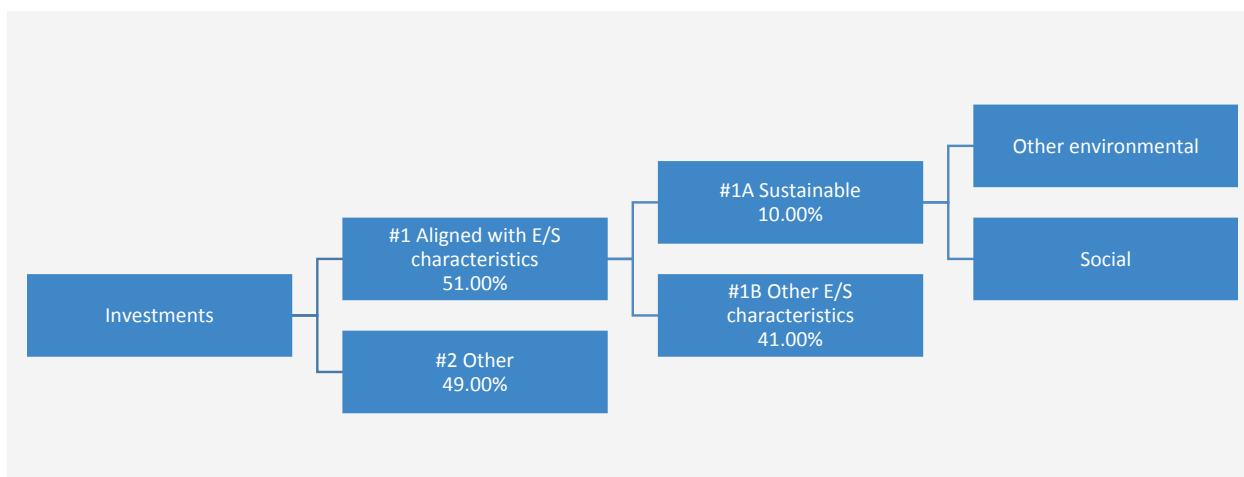 Investments
#1 Aligned with E/S
characteristics
51.00%
#2 Other
49.00%
#1A Sustainable
10.00%
#1B Other E/S
characteristics
41.00%
Other environmental
Social